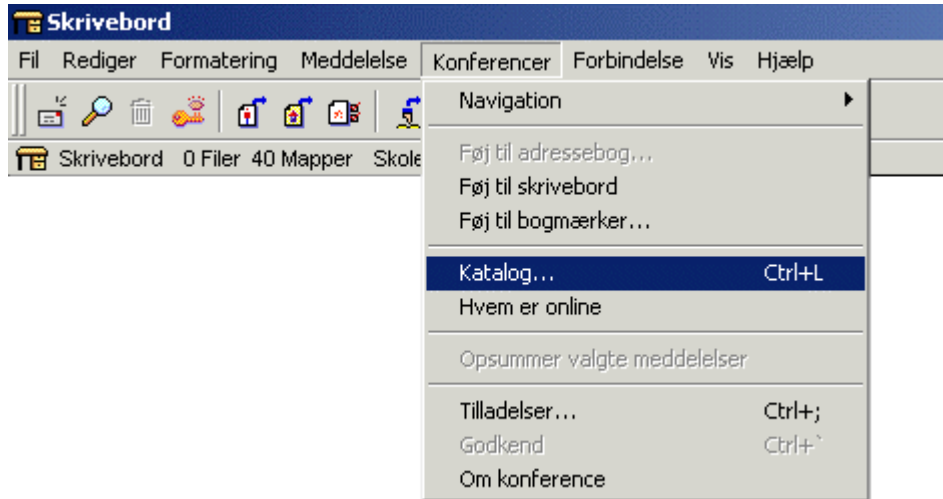 Skrivebord
Fil Rediger Formatering Meddelelse Konferencer Forbindelse Vis Hjælp
Navigation
Skrivebord 0 Filer 40 Mapper Skole
Føj til adressebog...
Føj til skrivebord
Føj til bogmærker...
Katalog... Ctrl+L
Hvem er online
Opsummer valgte meddelelser
Tilladelser... Ctrl+;
Godkend Ctrl+`
Om konference